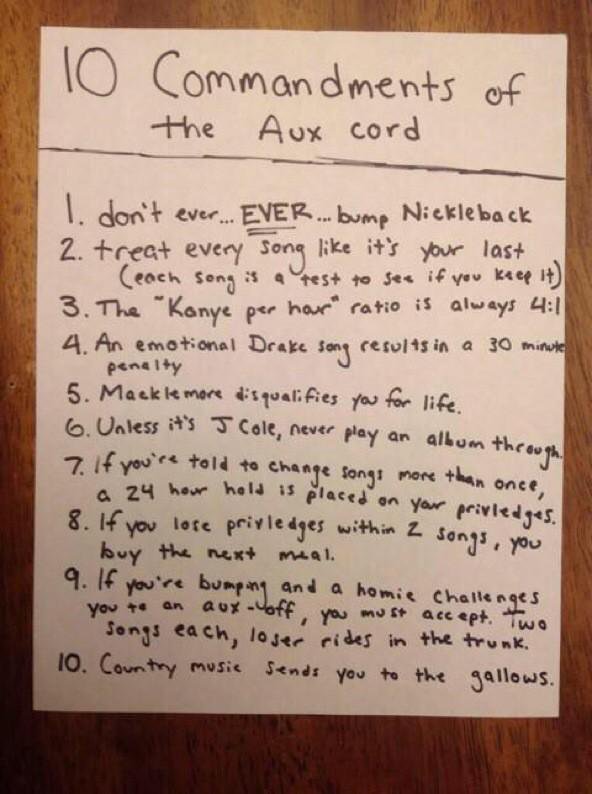 10 Commandments of
the Aux cord
1. don't ever... EVER... bump Nickleback
2. treat every song like it's your last
(each song is a test to see if you keep it)
3. The "Kanye per hour" ratio is always 4:1
4. An emotional Drake song results in a 30 minute
penalty
5. Macklemore disqualifies you for life.
6. Unless it's J Cole, never play an album through.
7. If you're told to change songs more than once,
a 24 hour hold is placed on your privledges.
8. If you lose privledges within 2 songs, you
buy the next meal.
9. If you're bumping and a homie challenges
you to an aux-off, you must accept. Two
songs each, loser rides in the trunk.
10. Country music sends you to the gallows.